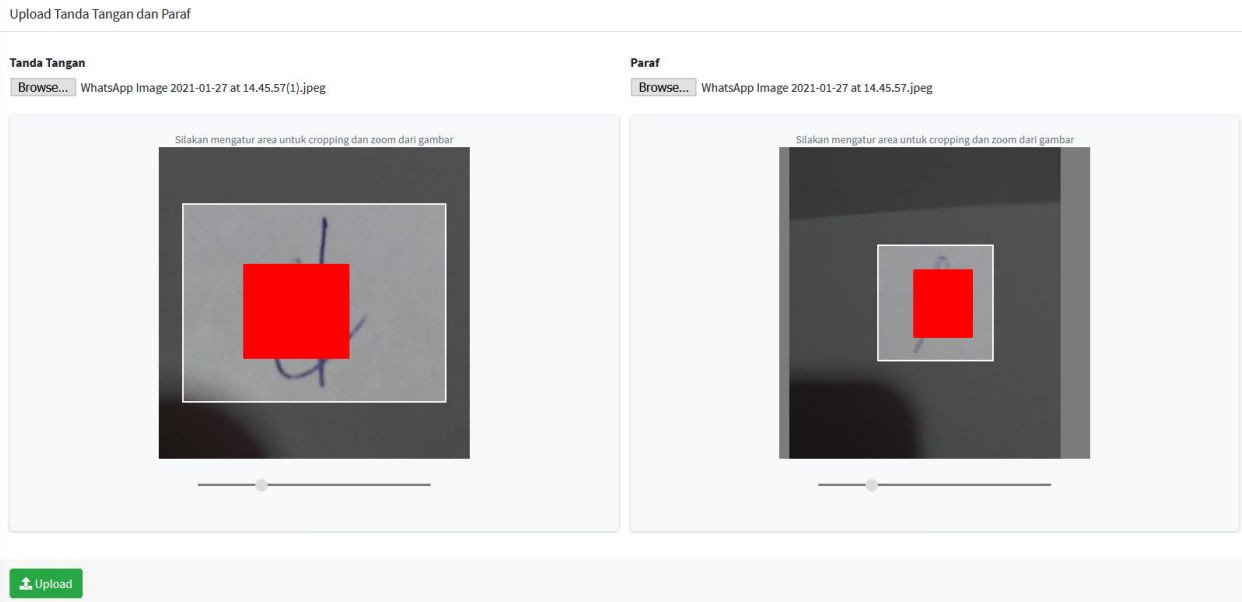 Upload Tanda Tangan dan Paraf
Tanda Tangan
Browse... WhatsApp Image 2021-01-27 at 14.45.57(1).jpeg
Silakan mengatur area untuk cropping dan zoom dari gambar
Paraf
Browse... WhatsApp Image 2021-01-27 at 14.45.57.jpeg
Silakan mengatur area untuk cropping dan zoom dari gambar
Upload